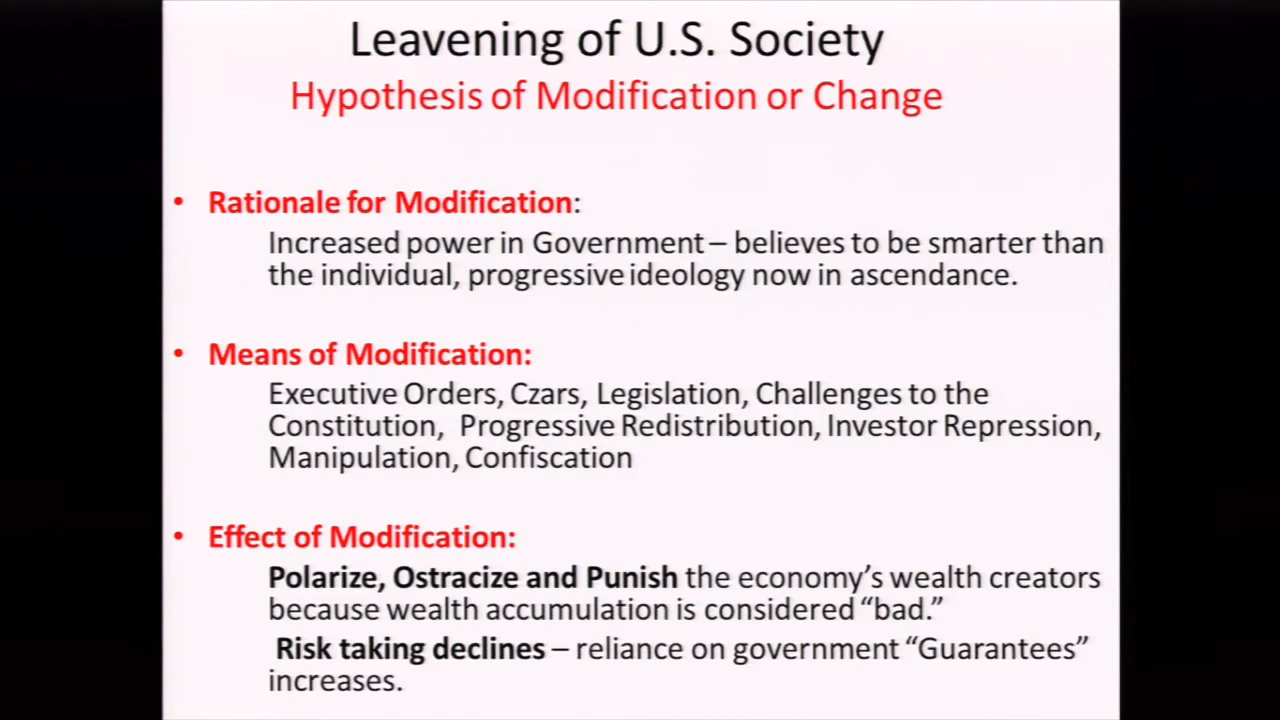 Leavening of U.S. Society
Hypothesis of Modification or Change
• Rationale for Modification:
Increased power in Government – believes to be smarter than
the individual, progressive ideology now in ascendance.
• Means of Modification:
Executive Orders, Czars, Legislation, Challenges to the
Constitution, Progressive Redistribution, Investor Repression,
Manipulation, Confiscation
• Effect of Modification:
Polarize, Ostracize and Punish the economy’s wealth creators
because wealth accumulation is considered “bad.”
Risk taking declines – reliance on government “Guarantees”
increases.